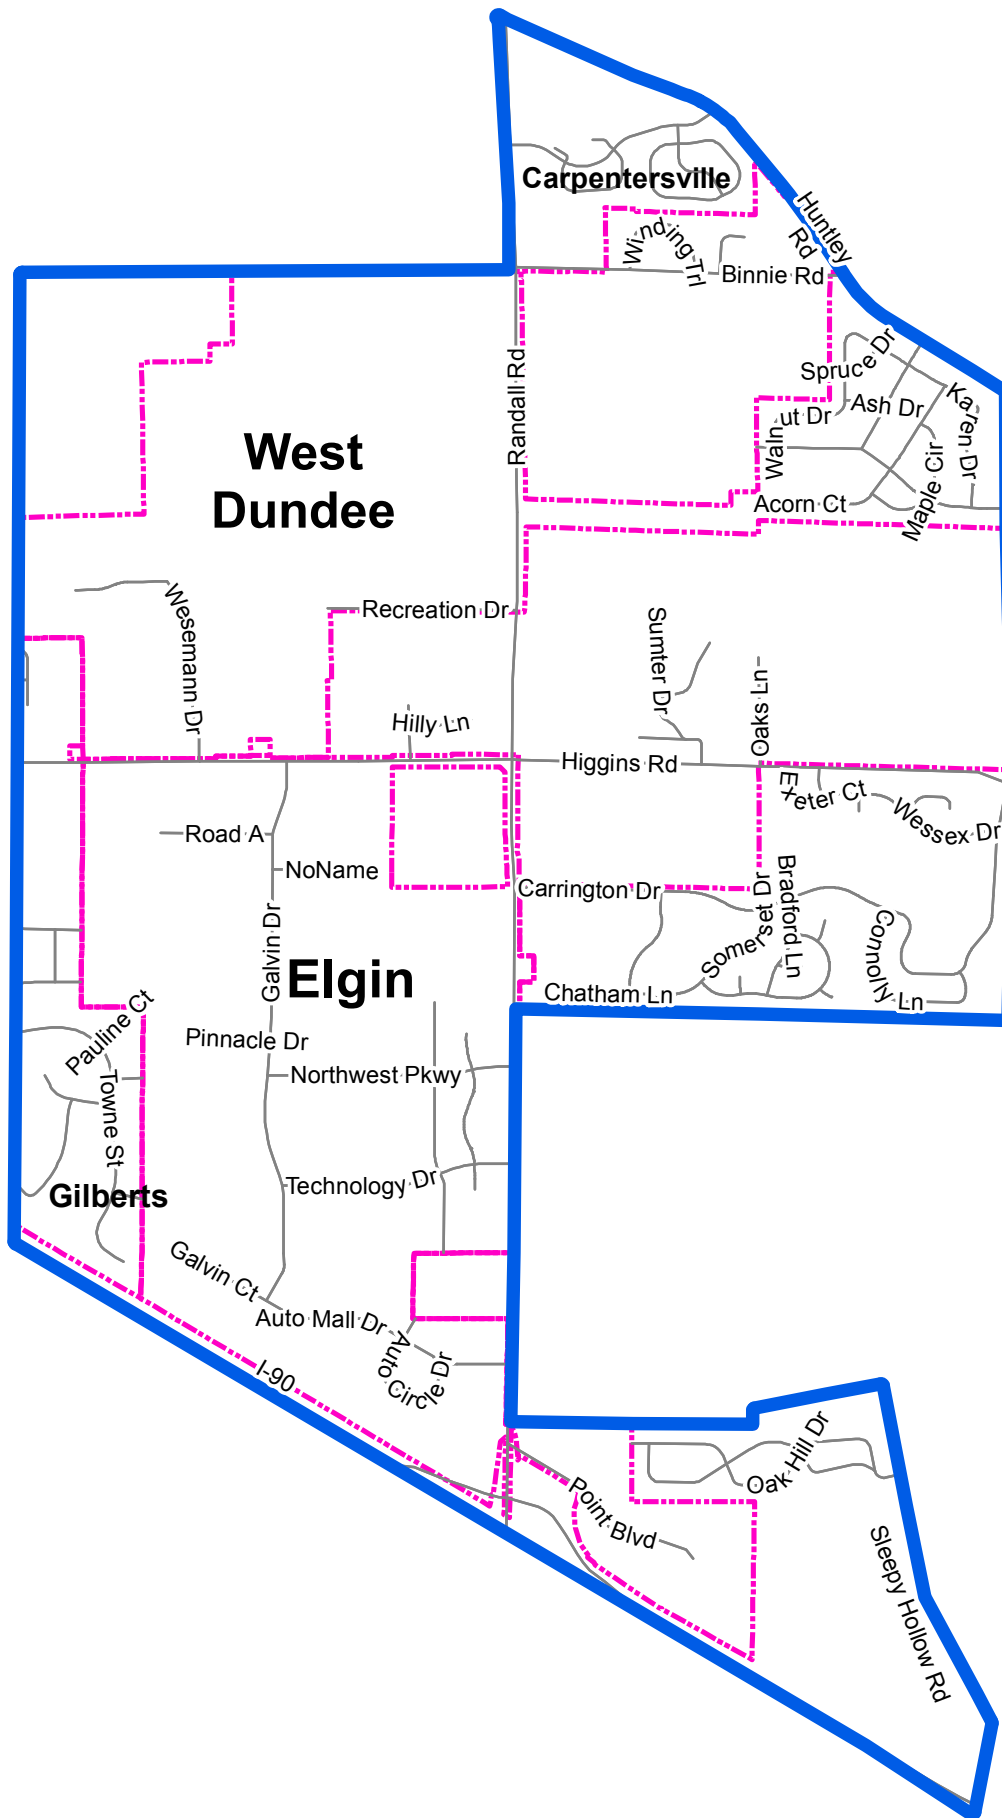 Carpentersville
Huntley
Rd
Winding Trl
Binnie Rd
Spruce Dr
Randall Rd
Karen Dr
Ash Dr
Walnut Dr
West
Dundee
Maple Cir
Acorn Ct
Wesemann Dr
Recreation Dr
Sumter Dr
Oaks Ln
Hilly Ln
Higgins Rd
Exeter Ct
Wessex Dr
Road A
NoName
Carrington Dr
Somerset Dr
Bradford Ln
Connolly Ln
Galvin Dr
Elgin
Chatham Ln
Pauline Ct
Pinnacle Dr
Northwest Pkwy
Towne St
Technology Dr
Gilberts
Galvin Ct
Auto Mall Dr
Auto Circle Dr
I-90
Oak Hill Dr
Point Blvd
Sleepy Hollow Rd